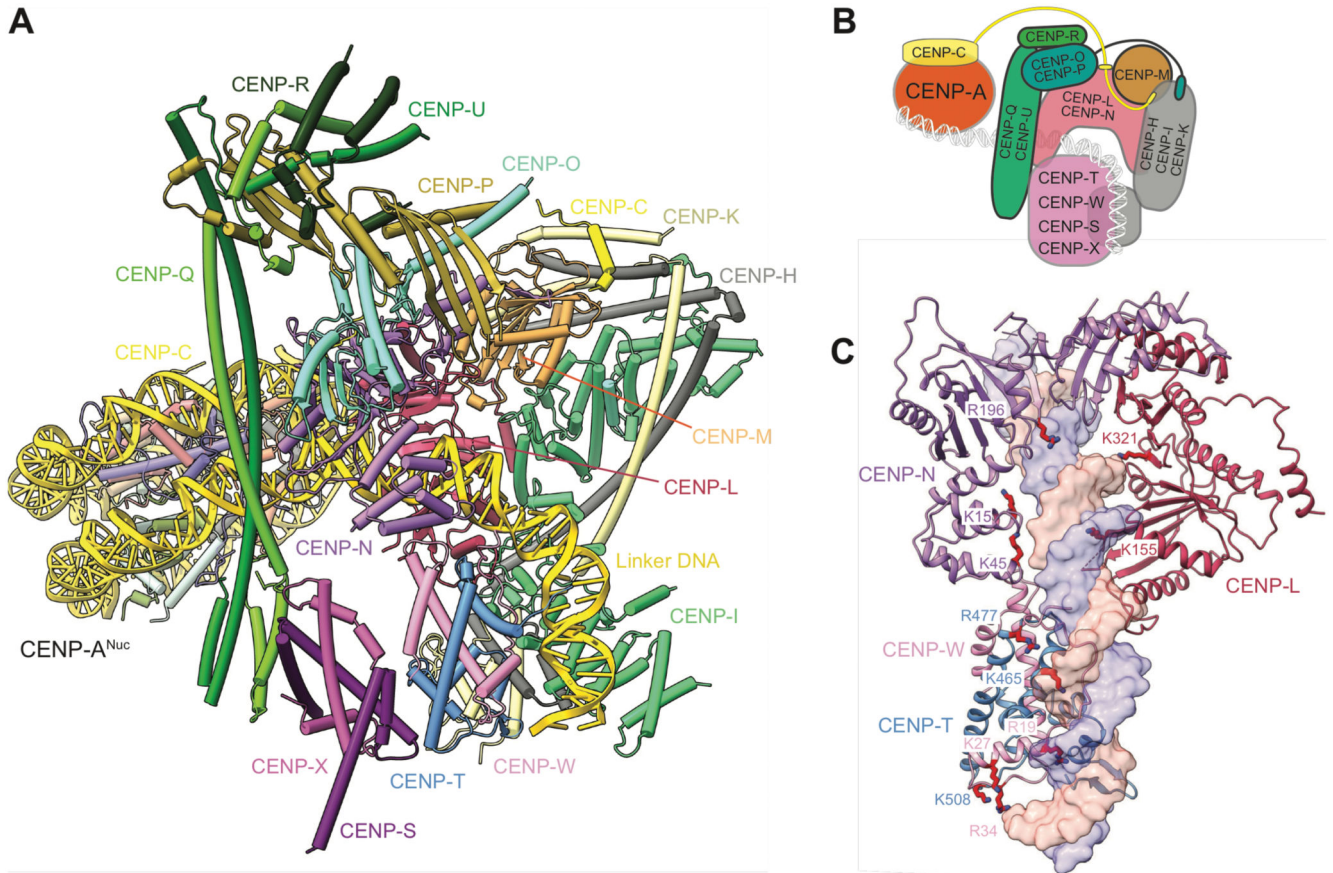 A
CENP-R
CENP-U
CENP-O
CENP-P
CENP-C
CENP-K
CENP-Q
CENP-H
CENP-C
CENP-M
CENP-L
CENP-N
Linker DNA
CENP-I
CENP-A^Nuc
CENP-X
CENP-T
CENP-W
CENP-S
B
CENP-R
CENP-C
CENP-O
CENP-P
CENP-M
CENP-A
CENP-L
CENP-N
CENP-Q
CENP-U
CENP-H
CENP-I
CENP-K
CENP-T
CENP-W
CENP-S
CENP-X
C
R196
K321
CENP-N
K15
K155
K45
CENP-L
R477
CENP-W
K465
R19
CENP-T
K27
K508
R34